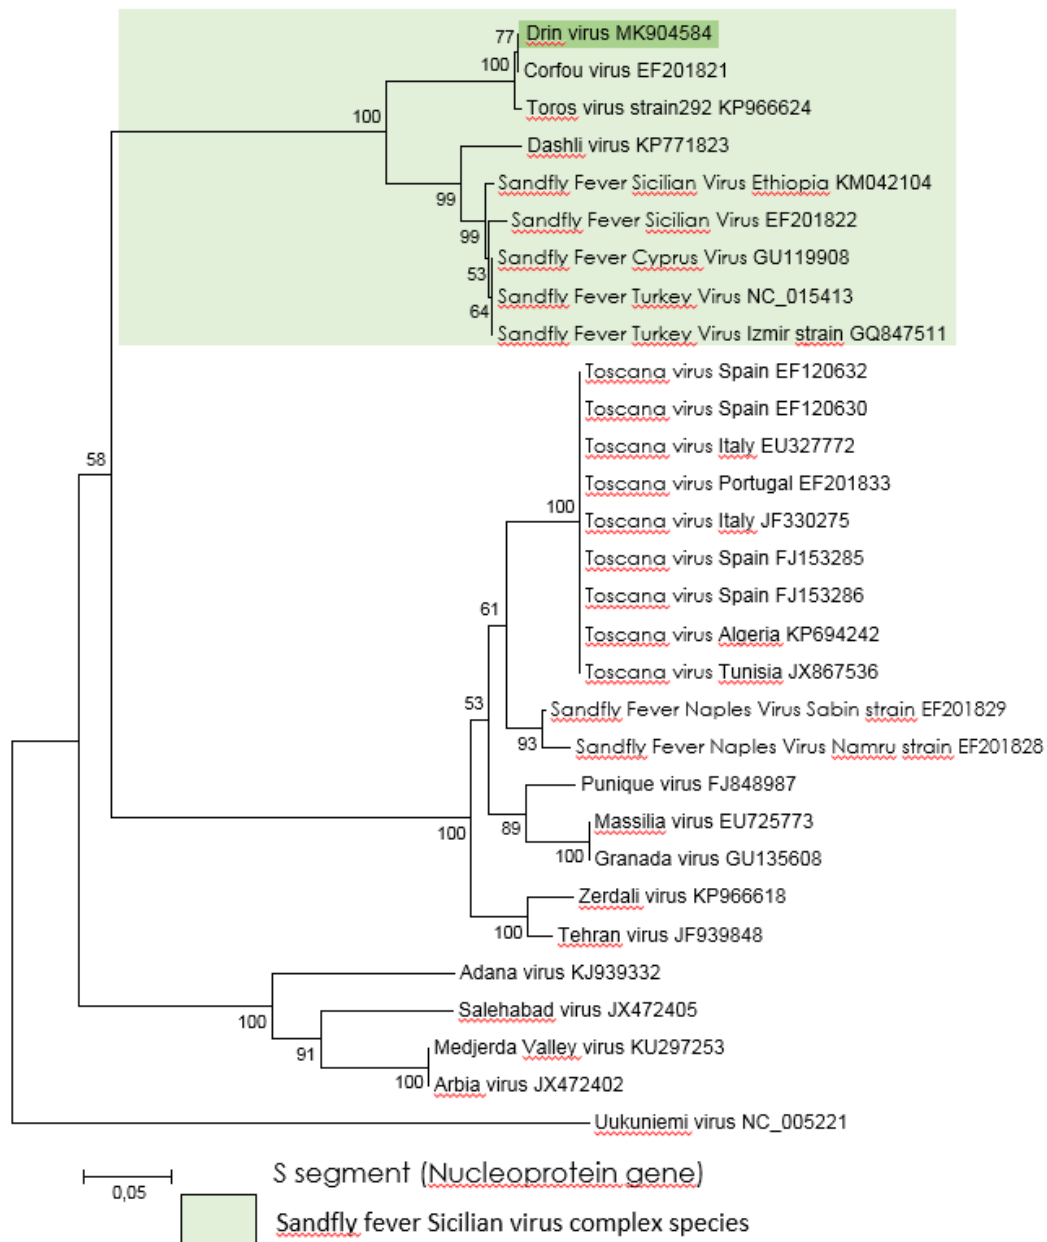 77
Drin virus MK904584
100
Corfou virus EF201821
100
Toros virus strain292 KP966624
Dashli virus KP771823
Sandfly Fever Sicilian Virus Ethiopia KM042104
99
Sandfly Fever Sicilian Virus EF201822
99
Sandfly Fever Cyprus Virus GU119908
53
Sandfly Fever Turkey Virus NC_015413
64
Sandfly Fever Turkey Virus Izmir strain GQ847511
Toscana virus Spain EF120632
Toscana virus Spain EF120630
Toscana virus Italy EU327772
58
Toscana virus Portugal EF201833
100
Toscana virus Italy JF330275
Toscana virus Spain FJ153285
Toscana virus Spain FJ153286
61
Toscana virus Algeria KP694242
Toscana virus Tunisia JX867536
53
Sandfly Fever Naples Virus Sabin strain EF201829
93
Sandfly Fever Naples Virus Namru strain EF201828
Punique virus FJ848987
Massilia virus EU725773
89
100
Granada virus GU135608
100
Zerdali virus KP966618
100
Tehran virus JF939848
Adana virus KJ939332
Salehabad virus JX472405
100
Medjerda Valley virus KU297253
91
100
Arbia virus JX472402
Uukuniemi virus NC_005221
S segment (Nucleoprotein gene)
0,05
Sandfly fever Sicilian virus complex species